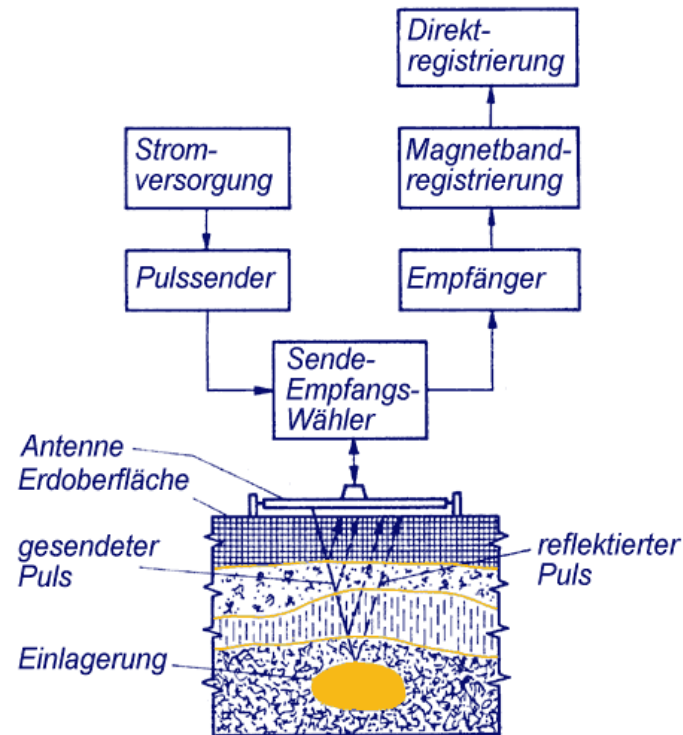 Direkt-
registrierung
Strom-
versorgung
Magnetband-
registrierung
Pulssender
Empfänger
Sende-
Empfangs-
Wähler
Antenne
Erdoberfläche
gesendeter
Puls
reflektierter
Puls
Einlagerung